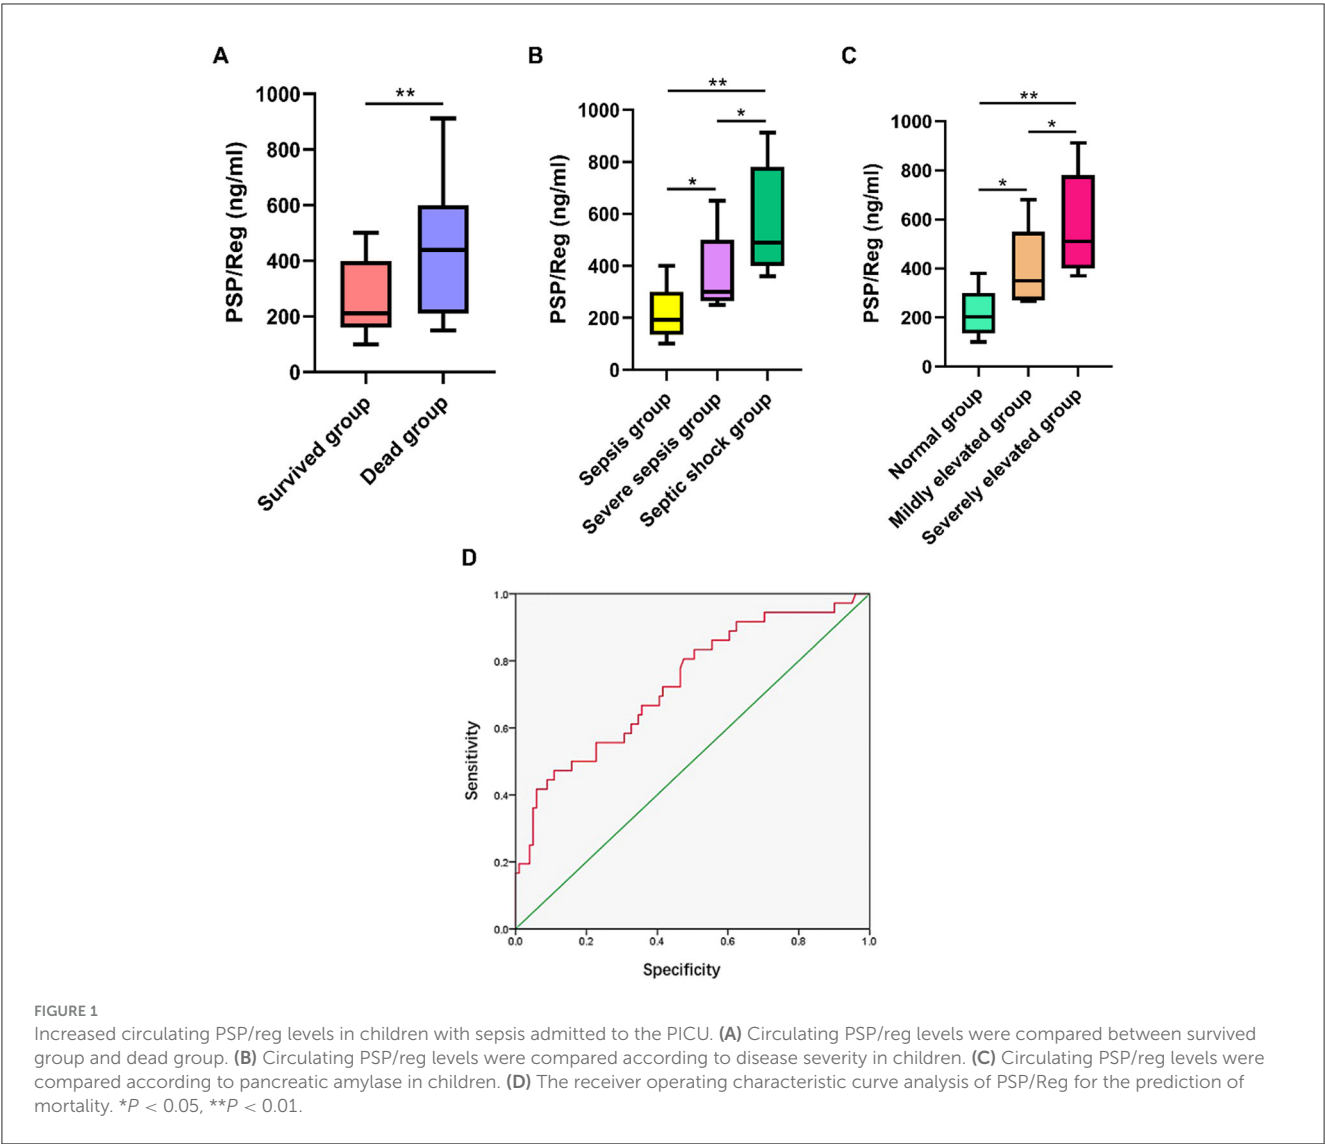 A
B
C
1000
800
600
400
200
0
PSP/Reg (ng/ml)
**
Survived group
Dead group
1000
800
600
400
200
0
PSP/Reg (ng/ml)
**
*
*
Sepsis group
Severe sepsis group
Septic shock group
1000
800
600
400
200
0
PSP/Reg (ng/ml)
**
*
*
Normal group
Mildly elevated group
Severely elevated group
D
1.0
0.8
0.6
0.4
0.2
0.0
Sensitivity
0.0 0.2 0.4 0.6 0.8 1.0
Specificity
FIGURE 1
Increased circulating PSP/reg levels in children with sepsis admitted to the PICU. (A) Circulating PSP/reg levels were compared between survived
group and dead group. (B) Circulating PSP/reg levels were compared according to disease severity in children. (C) Circulating PSP/reg levels were
compared according to pancreatic amylase in children. (D) The receiver operating characteristic curve analysis of PSP/Reg for the prediction of
mortality. *P < 0.05, **P < 0.01.